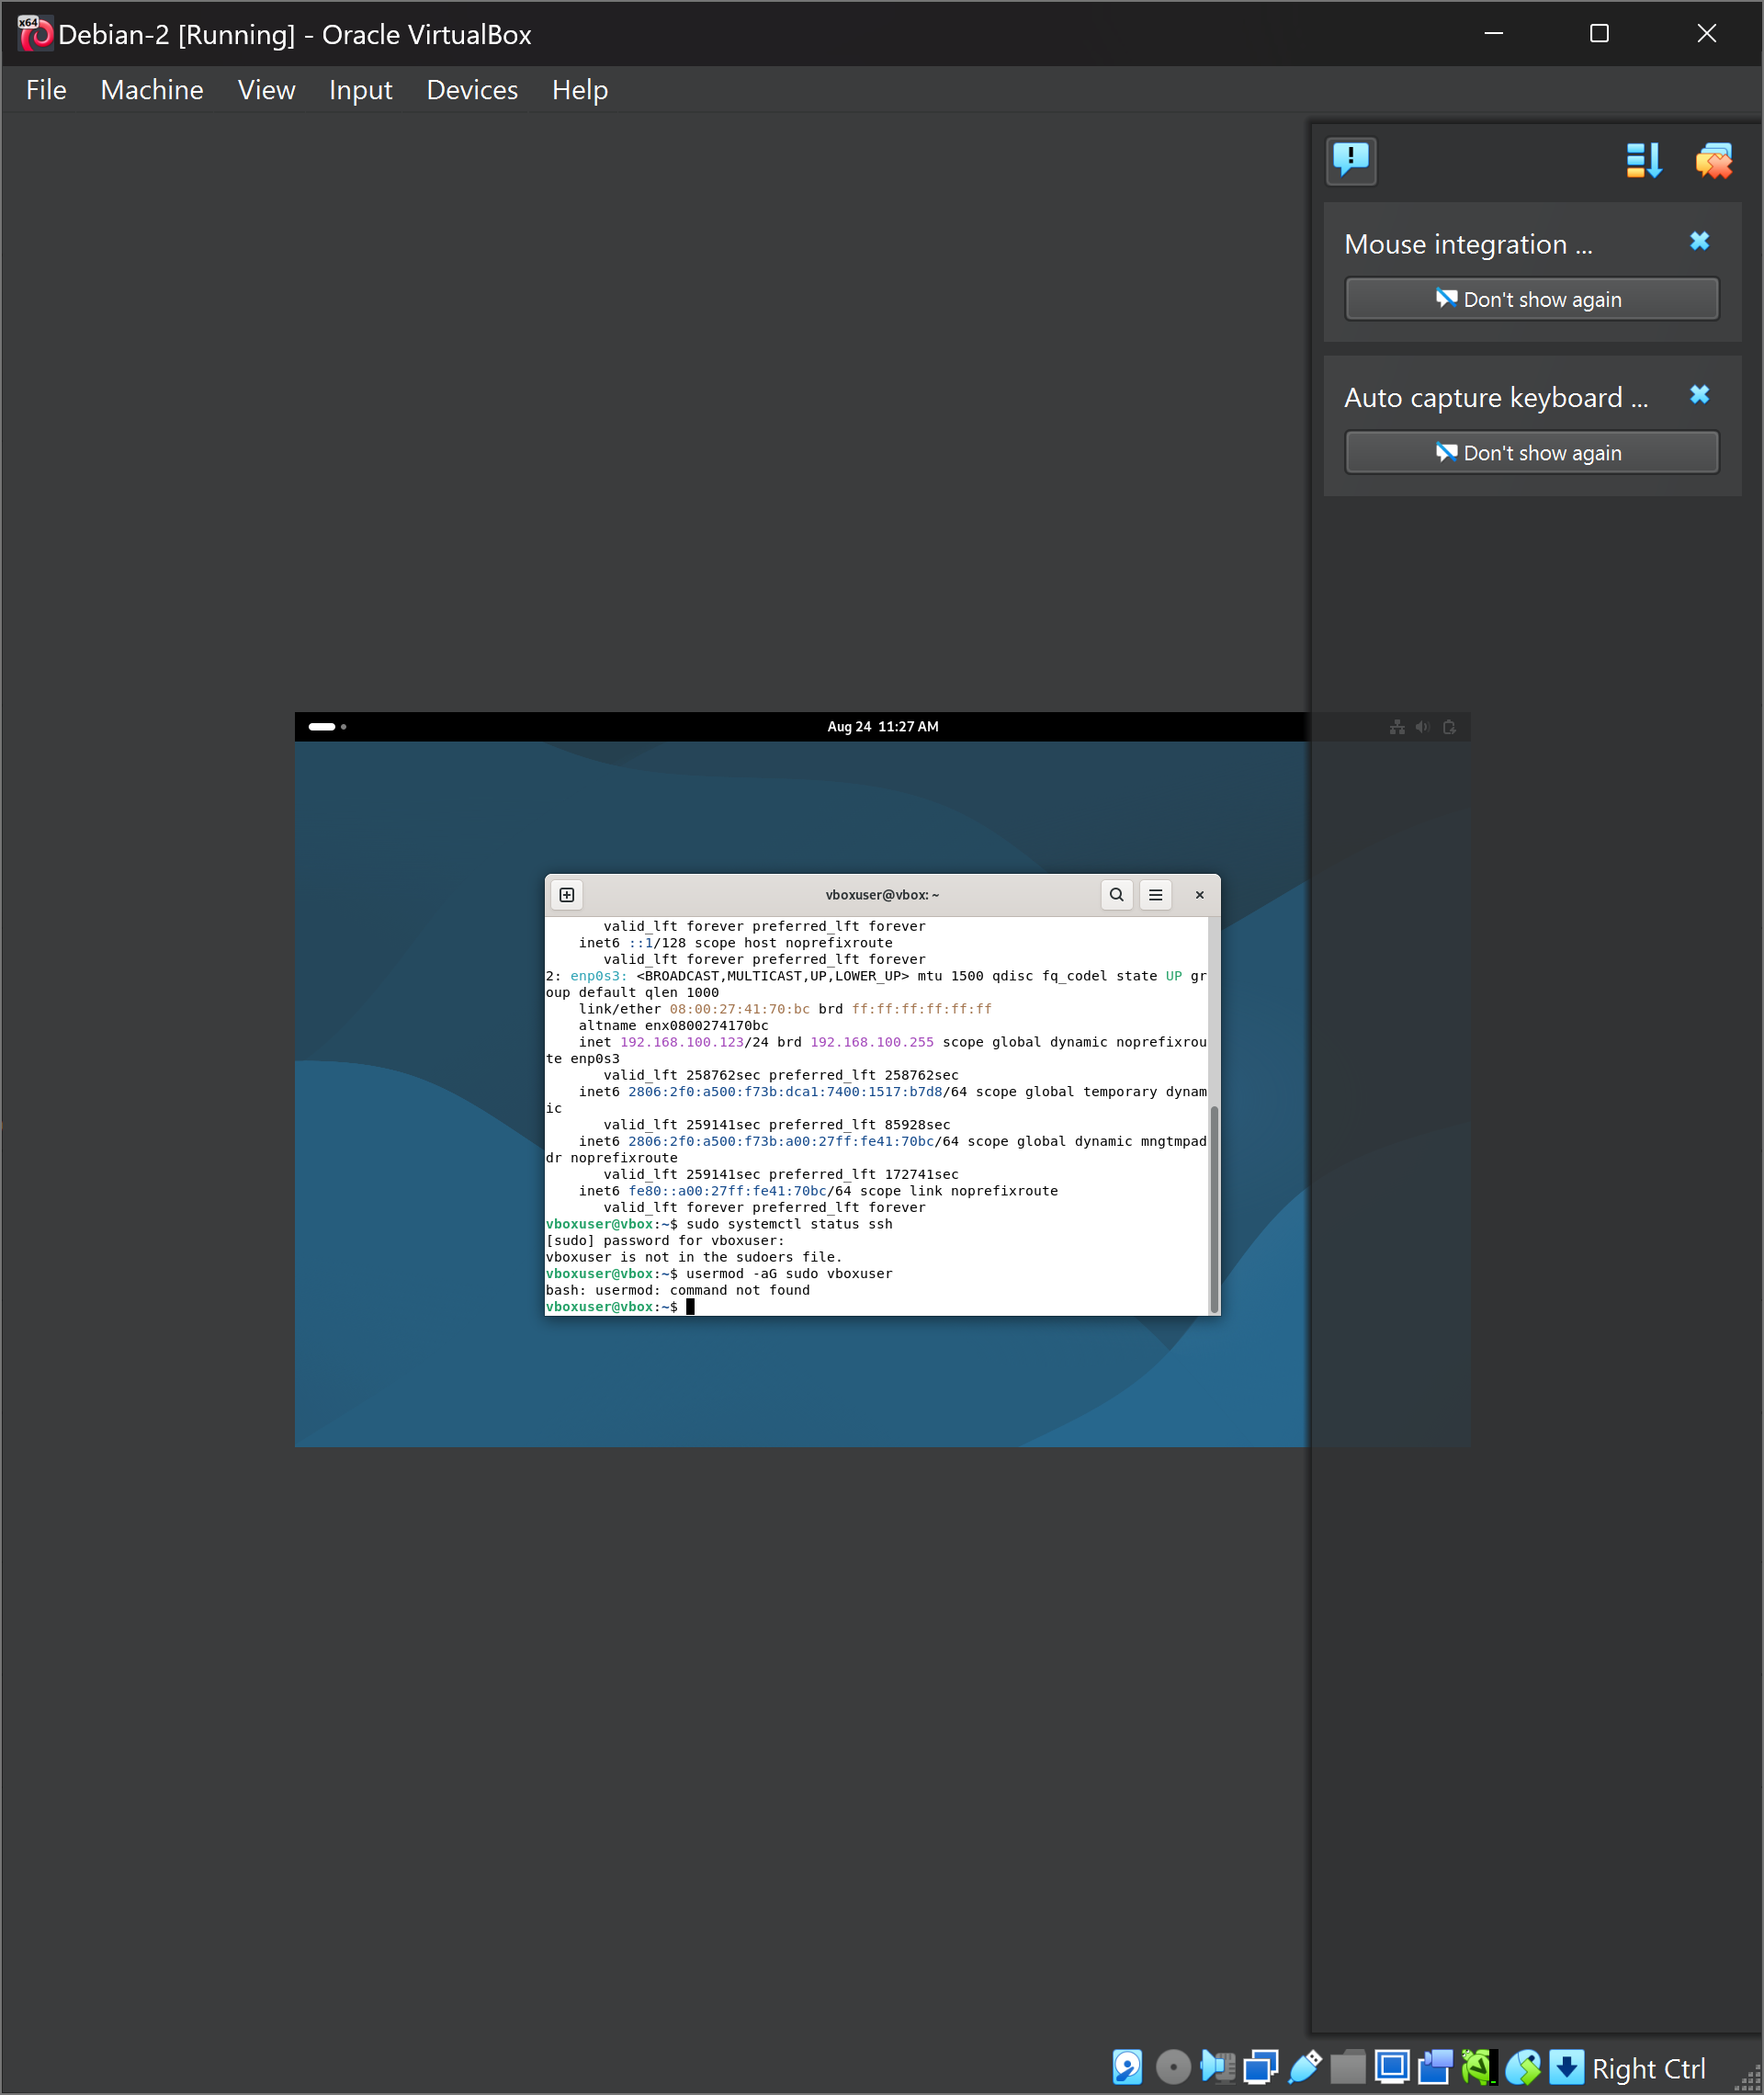 x64
Debian-2 [Running] - Oracle VirtualBox
File Machine View Input Devices Help
Mouse integration ...
Don't show again
Auto capture keyboard ...
Don't show again
Aug 24 11:27 AM
vboxuser@vbox: ~
valid_lft forever preferred_lft forever
inet6 ::1/128 scope host noprefixroute
valid_lft forever preferred_lft forever
2: enp0s3: <BROADCAST,MULTICAST,UP,LOWER_UP> mtu 1500 qdisc fq_codel state UP gr
oup default qlen 1000
link/ether 08:00:27:41:70:bc brd ff:ff:ff:ff:ff:ff
altname enx0800274170bc
inet 192.168.100.123/24 brd 192.168.100.255 scope global dynamic noprefixrou
te enp0s3
valid_lft 258762sec preferred_lft 258762sec
inet6 2806:2f0:a500:f73b:dca1:7400:1517:b7d8/64 scope global temporary dynam
ic
valid_lft 259141sec preferred_lft 85928sec
inet6 2806:2f0:a500:f73b:a00:27ff:fe41:70bc/64 scope global dynamic mngtmpad
dr noprefixroute
valid_lft 259141sec preferred_lft 172741sec
inet6 fe80::a00:27ff:fe41:70bc/64 scope link noprefixroute
valid_lft forever preferred_lft forever
vboxuser@vbox:~$ sudo systemctl status ssh
[sudo] password for vboxuser:
vboxuser is not in the sudoers file.
vboxuser@vbox:~$ usermod -aG sudo vboxuser
bash: usermod: command not found
vboxuser@vbox:~$
Right Ctrl